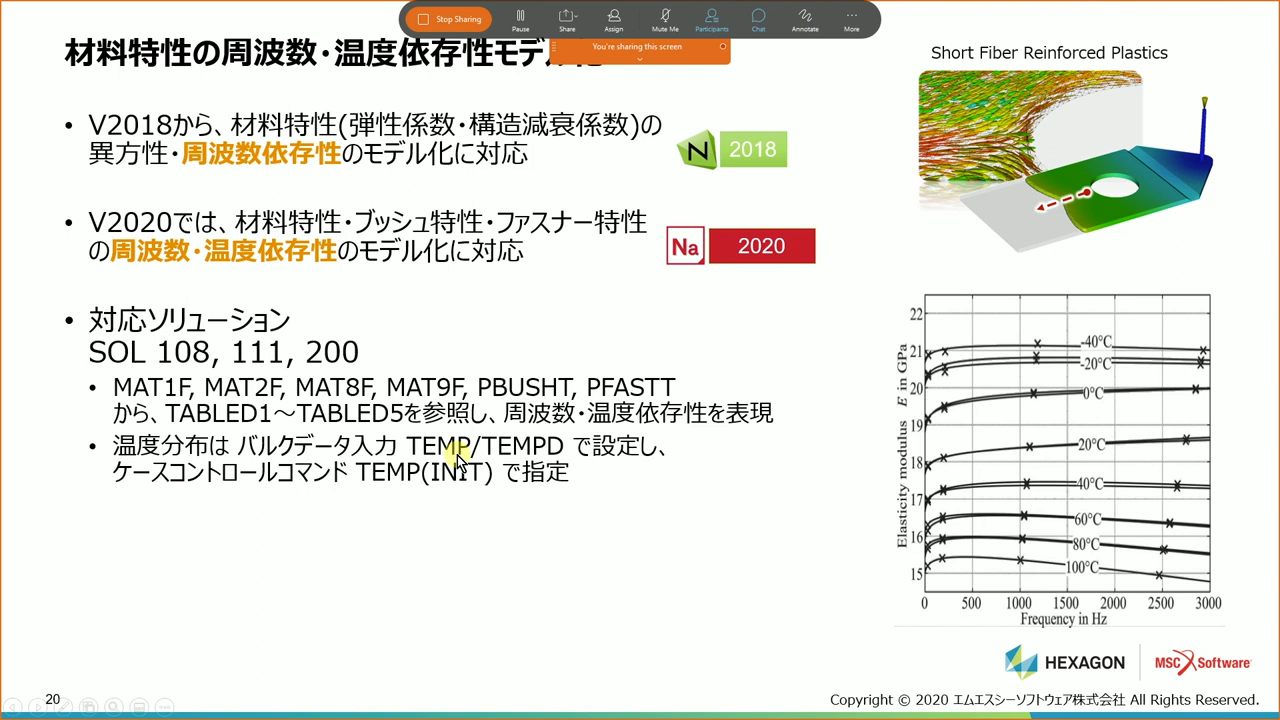 Stop Sharing
Pause
Share
Assign
Mute Me
Participants
Chat
Annotate
More
You're sharing this screen
材料特性の周波数・温度依存性モデル
Short Fiber Reinforced Plastics
• V2018から、材料特性(弾性係数・構造減衰係数)の
異方性・周波数依存性のモデル化に対応
N 2018
• V2020では、材料特性・ブッシュ特性・ファスナー特性
の周波数・温度依存性のモデル化に対応
Na 2020
• 対応ソリューション
SOL 108, 111, 200
• MAT1F, MAT2F, MAT8F, MAT9F, PBUSHT, PFASTT
から、TABLED1～TABLED5を参照し、周波数・温度依存性を表現
• 温度分布は バルクデータ入力 TEMP/TEMPD で設定し、
ケースコントロールコマンド TEMP(INIT) で指定
Elasticity modulus E in GPa
22
21
20
19
18
17
16
15
-40°C
-20°C
0°C
20°C
40°C
60°C
80°C
100°C
0 500 1000 1500 2000 2500 3000
Frequency in Hz
HEXAGON
MSC Software
20
Copyright © 2020 エムエスシーソフトウェア株式会社 All Rights Reserved.